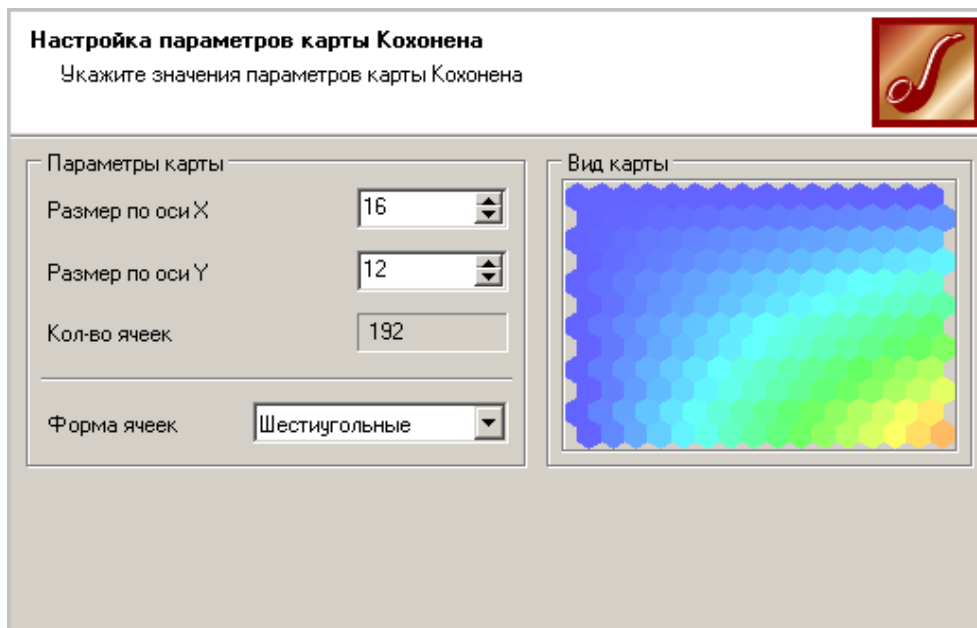 Настройка параметров карты Кохонена
Укажите значения параметров карты Кохонена
Параметры карты
Размер по оси X
16
Размер по оси Y
12
Кол-во ячеек
192
Форма ячеек
Шестиугольные
Вид карты